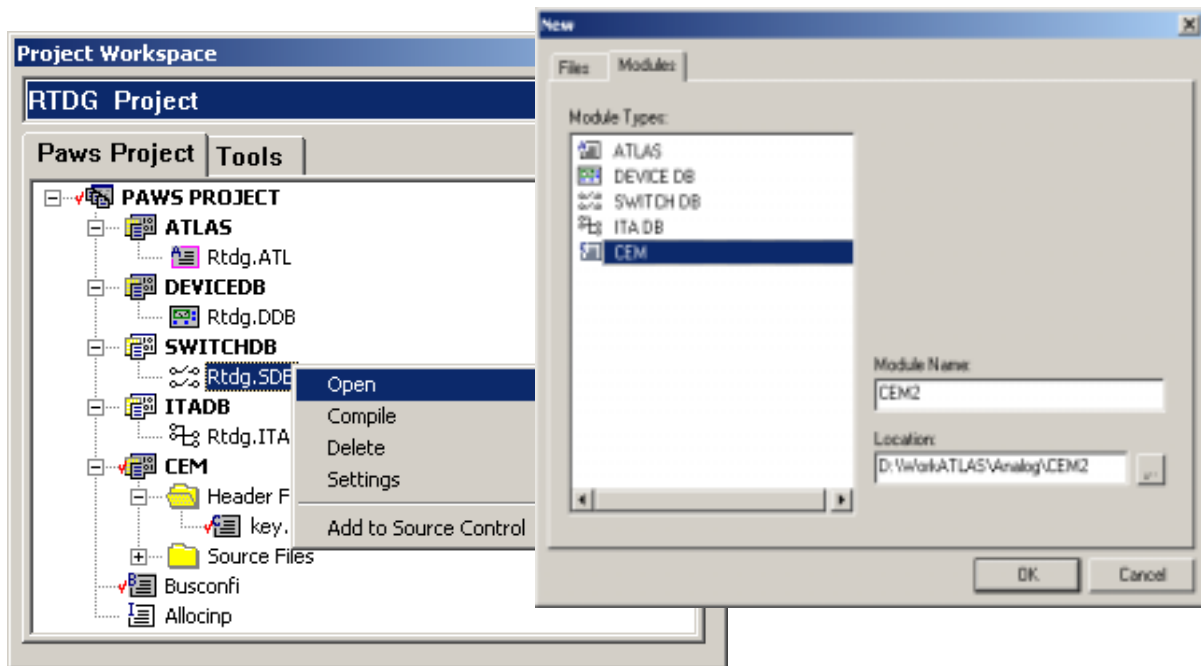 Project Workspace
RTDG Project
Paws Project
Tools
PAWS PROJECT
ATLAS
Rtdg.ATL
DEVICEDB
Rtdg.DDB
SWITCHDB
Rtdg.SDB
ITADB
Rtdg.ITA
CEM
Header F
key.
Source Files
Busconfi
Allocinp
Open
Compile
Delete
Settings
Add to Source Control
New
Files
Modules
Module Types:
ATLAS
DEVICE DB
SWITCH DB
ITA DB
CEM
Module Name:
CEM2
Location:
D:\WorkATLAS\Analog\CEM2
...
OK
Cancel